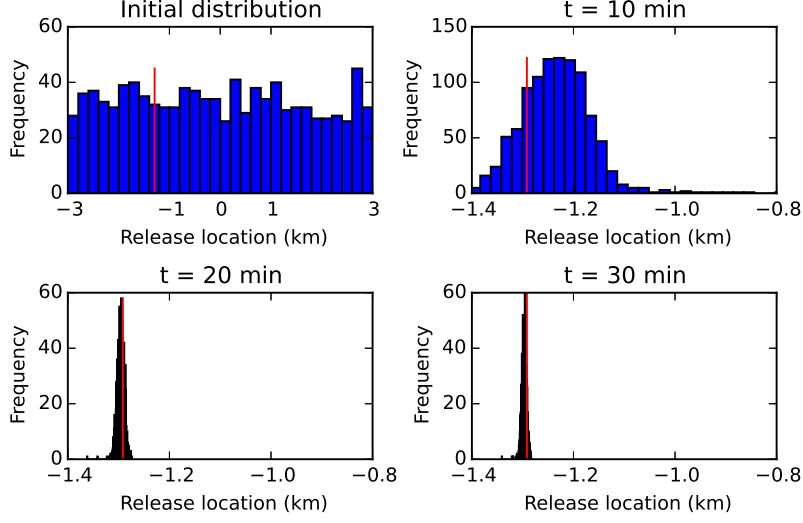 Initial distribution
60
40
20
0
Frequency
−3
−1
0
1
3
Release location (km)
t = 10 min
150
100
50
0
Frequency
−1.4
−1.2
−1.0
−0.8
Release location (km)
t = 20 min
60
40
20
0
Frequency
−1.4
−1.2
−1.0
−0.8
Release location (km)
t = 30 min
60
40
20
0
Frequency
−1.4
−1.2
−1.0
−0.8
Release location (km)